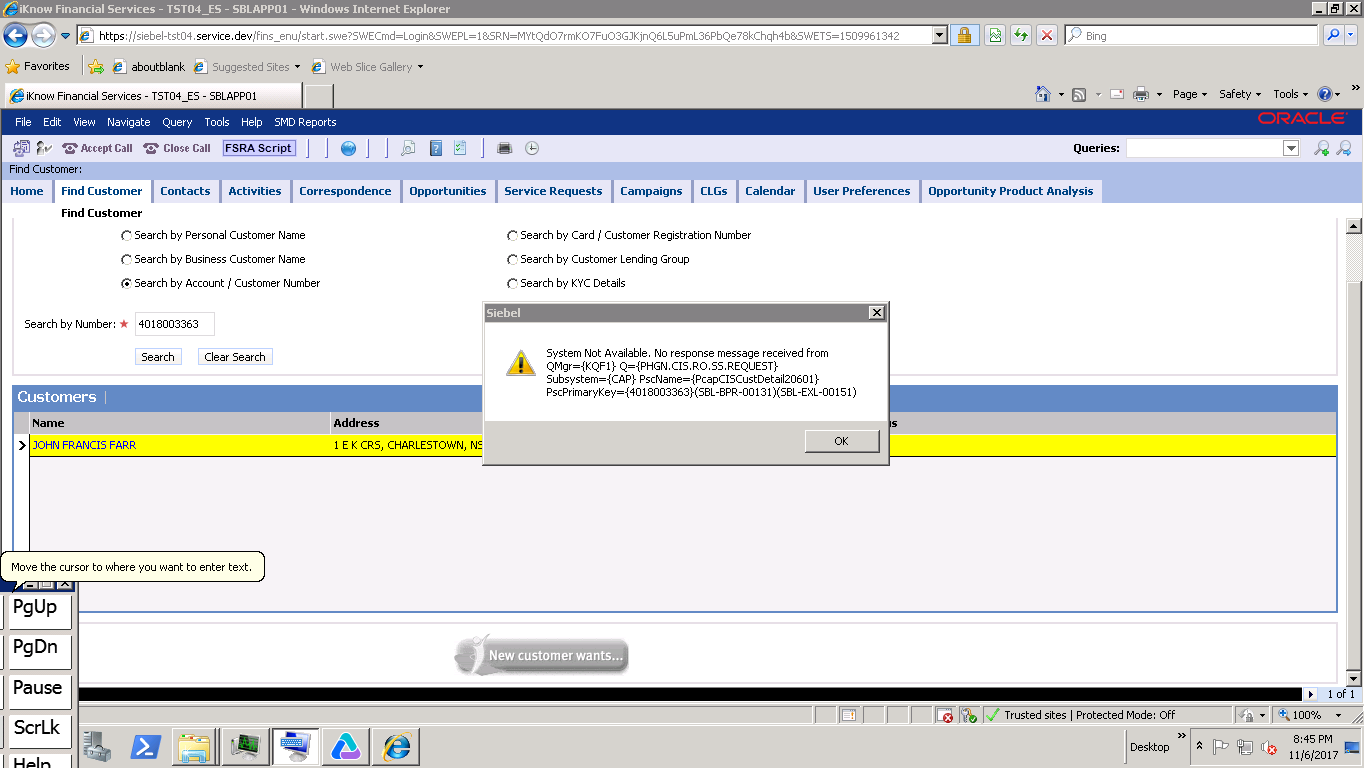 iKnow Financial Services - TST04_ES - SBLAPP01 - Windows Internet Explorer
https://siebel-tst04.service.dev/fins_enu/start.swe?SWECmd=Login&SWEPL=1&SRN=MYtQdO7rmKO7FuO3GJKjnQ6L5uPmL36PbQe78kChqh4b&SWETS=1509961342
Bing
Favorites
aboutblank
Suggested Sites
Web Slice Gallery
iKnow Financial Services - TST04_ES - SBLAPP01
Page
Safety
Tools
File Edit View Navigate Query Tools Help SMD Reports
ORACLE
Accept Call
Close Call
FSRA Script
Queries:
Find Customer:
Home Find Customer Contacts Activities Correspondence Opportunities Service Requests Campaigns CLGs Calendar User Preferences Opportunity Product Analysis
Find Customer
Search by Personal Customer Name
Search by Card / Customer Registration Number
Search by Business Customer Name
Search by Customer Lending Group
Search by Account / Customer Number
Search by KYC Details
Search by Number: 4018003363
Search
Clear Search
Siebel
System Not Available. No response message received from
QMgr={KQF1} Q={PHGN.CIS.RO.SS.REQUEST}
Subsystem={CAP} PscName={PcapCISCustDetail20601}
PscPrimaryKey={4018003363}(SBL-BPR-00131)(SBL-EXL-00151)
OK
Customers
Name
Address
JOHN FRANCIS FARR
1 E K CRS, CHARLESTOWN, NS
Move the cursor to where you want to enter text.
PgUp
PgDn
Pause
ScrLk
Help
New customer wants...
1 of 1
Trusted sites | Protected Mode: Off
100%
Desktop
8:45 PM
11/6/2017